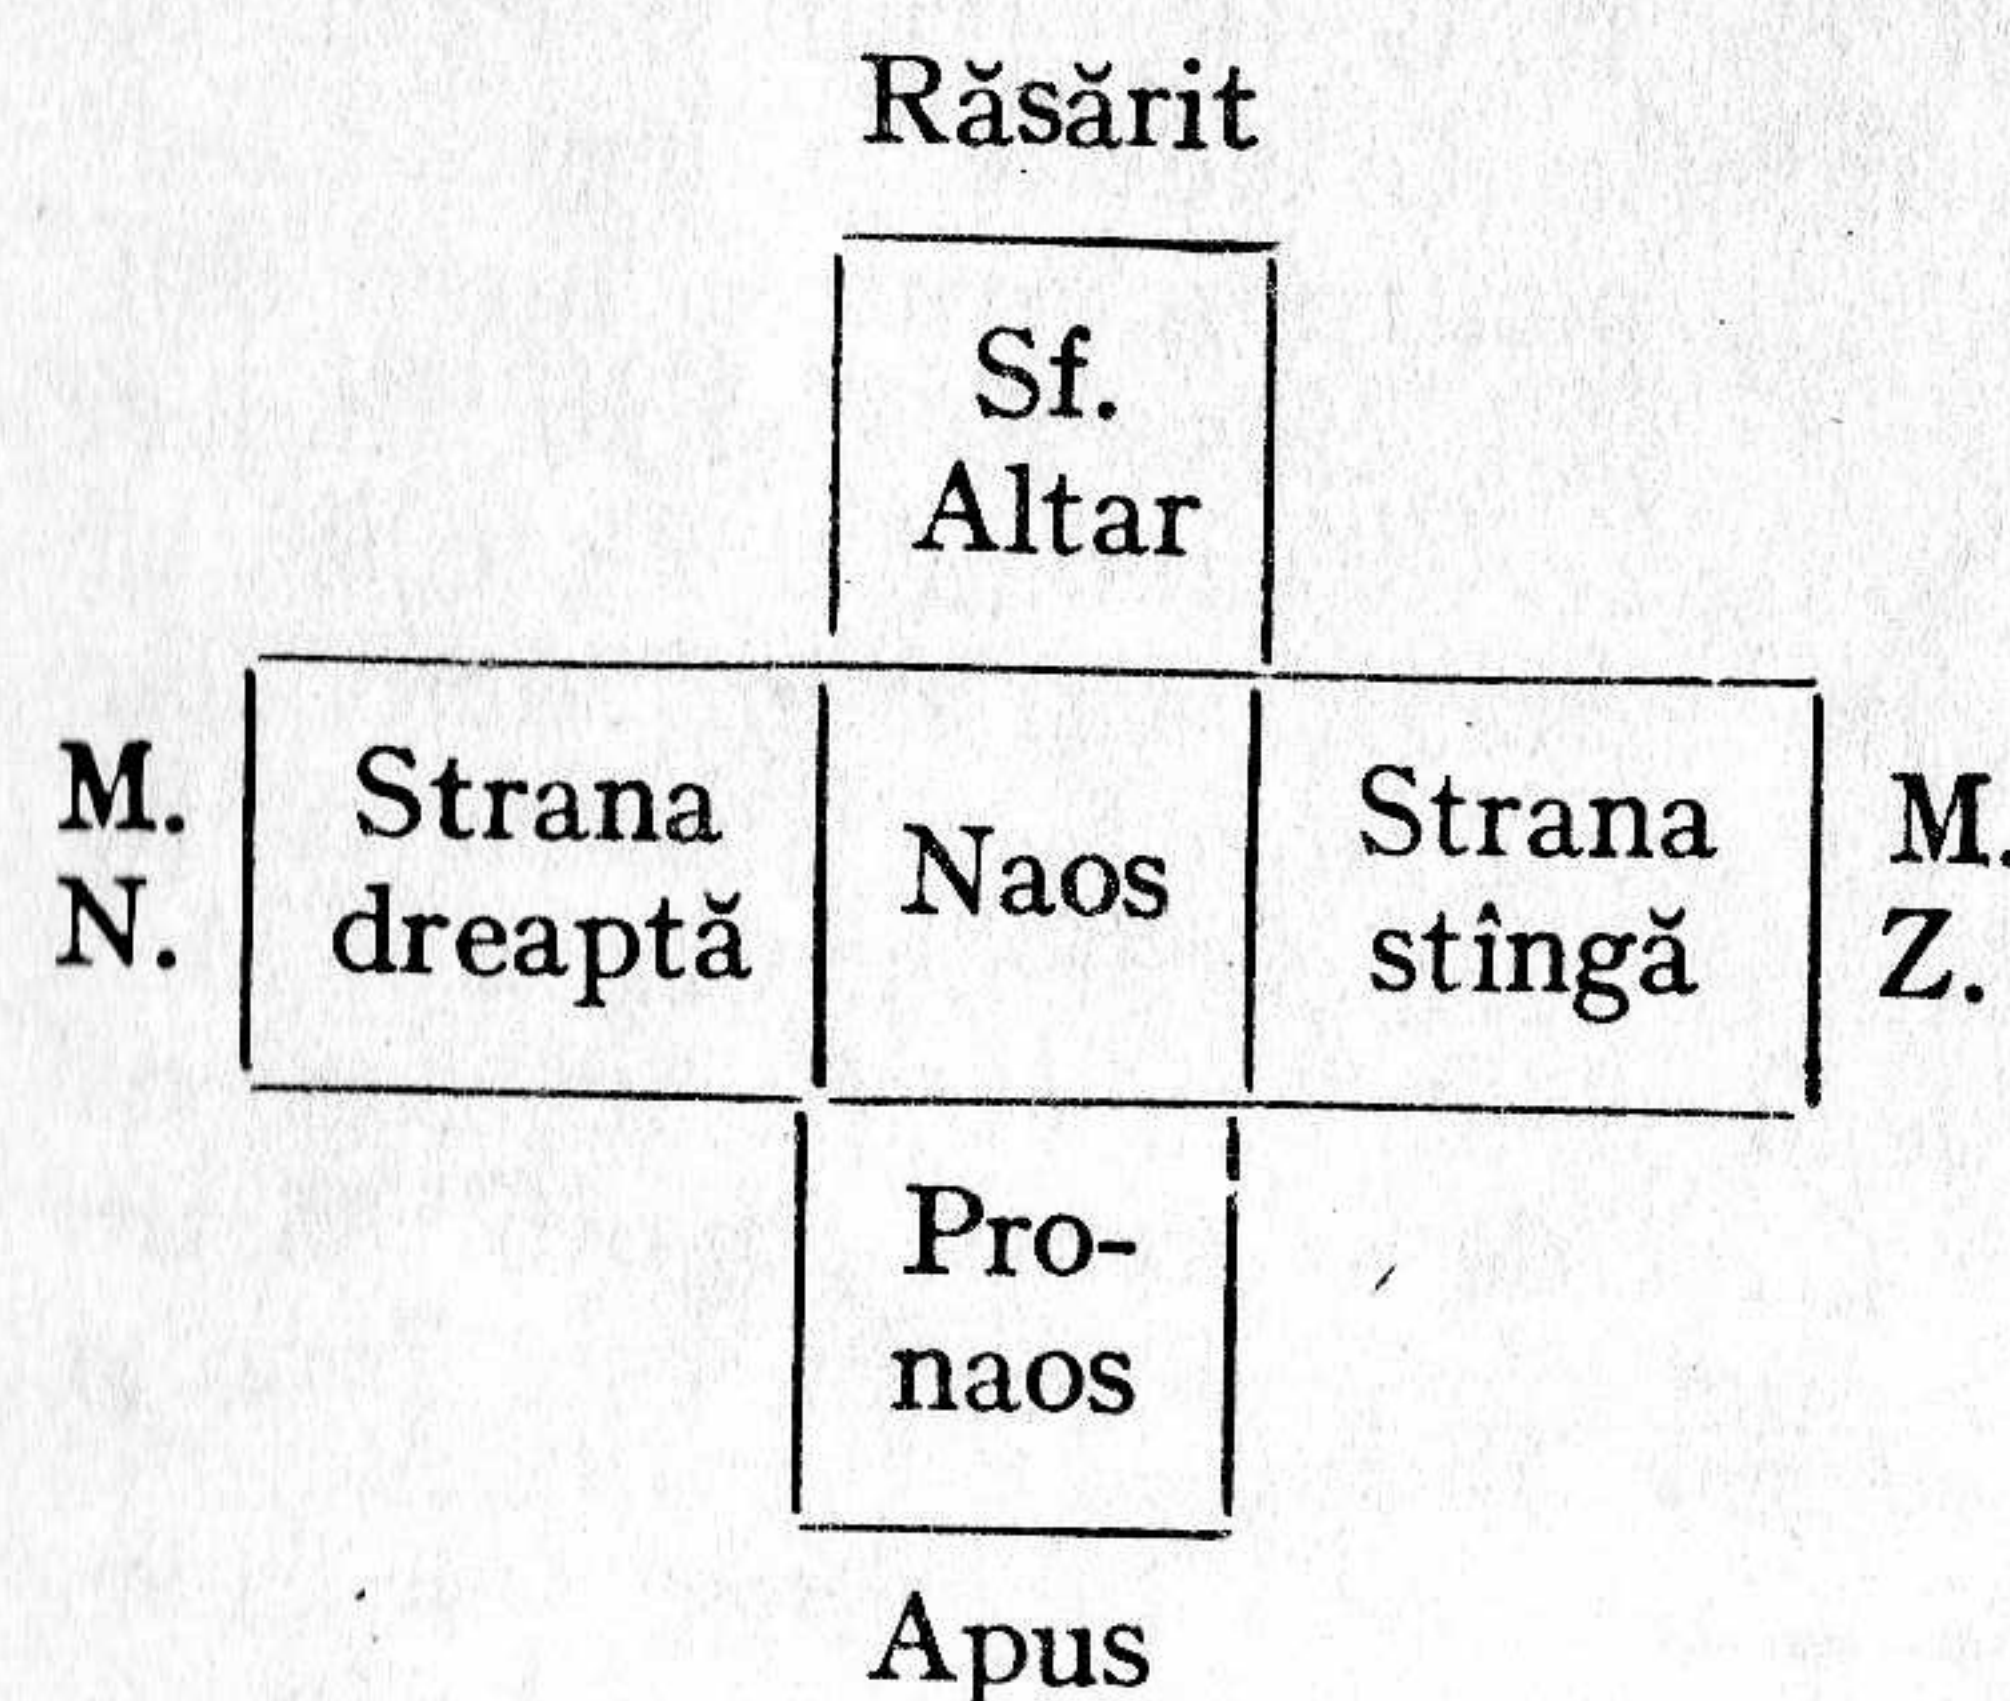 Răsărit
Sf.
Altar
M.
N.
Strana
dreaptă
Naos
Strana
stîngă
M.
Z.
Pro-
naos
Apus